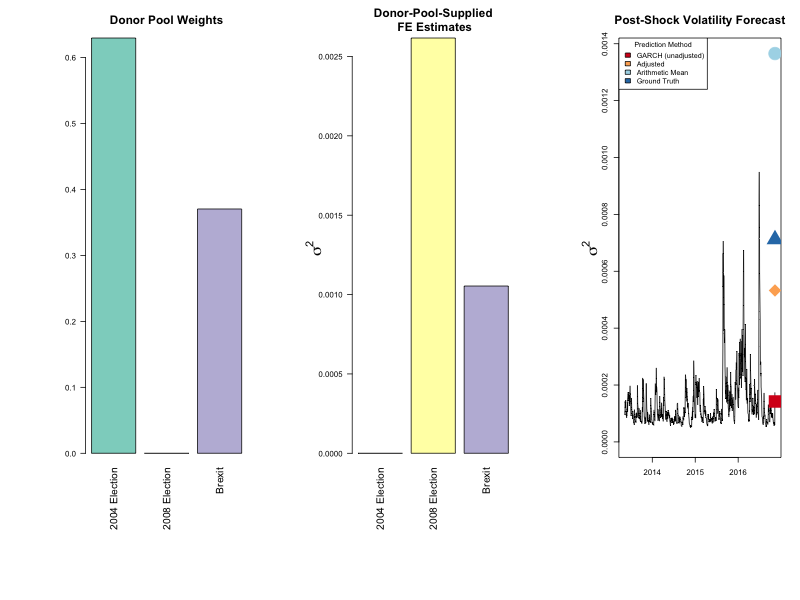 Donor Pool Weights
0.6
0.5
0.4
0.3
0.2
0.1
0.0
2004 Election
2008 Election
Brexit
Donor-Pool-Supplied
FE Estimates
σ²
0.0025
0.0020
0.0015
0.0010
0.0005
0.0000
2004 Election
2008 Election
Brexit
Post-Shock Volatility Forecast
σ²
0.0014
0.0012
0.0010
0.0008
0.0006
0.0004
0.0002
0.0000
Prediction Method
GARCH (unadjusted)
Adjusted
Arithmetic Mean
Ground Truth
2014
2015
2016